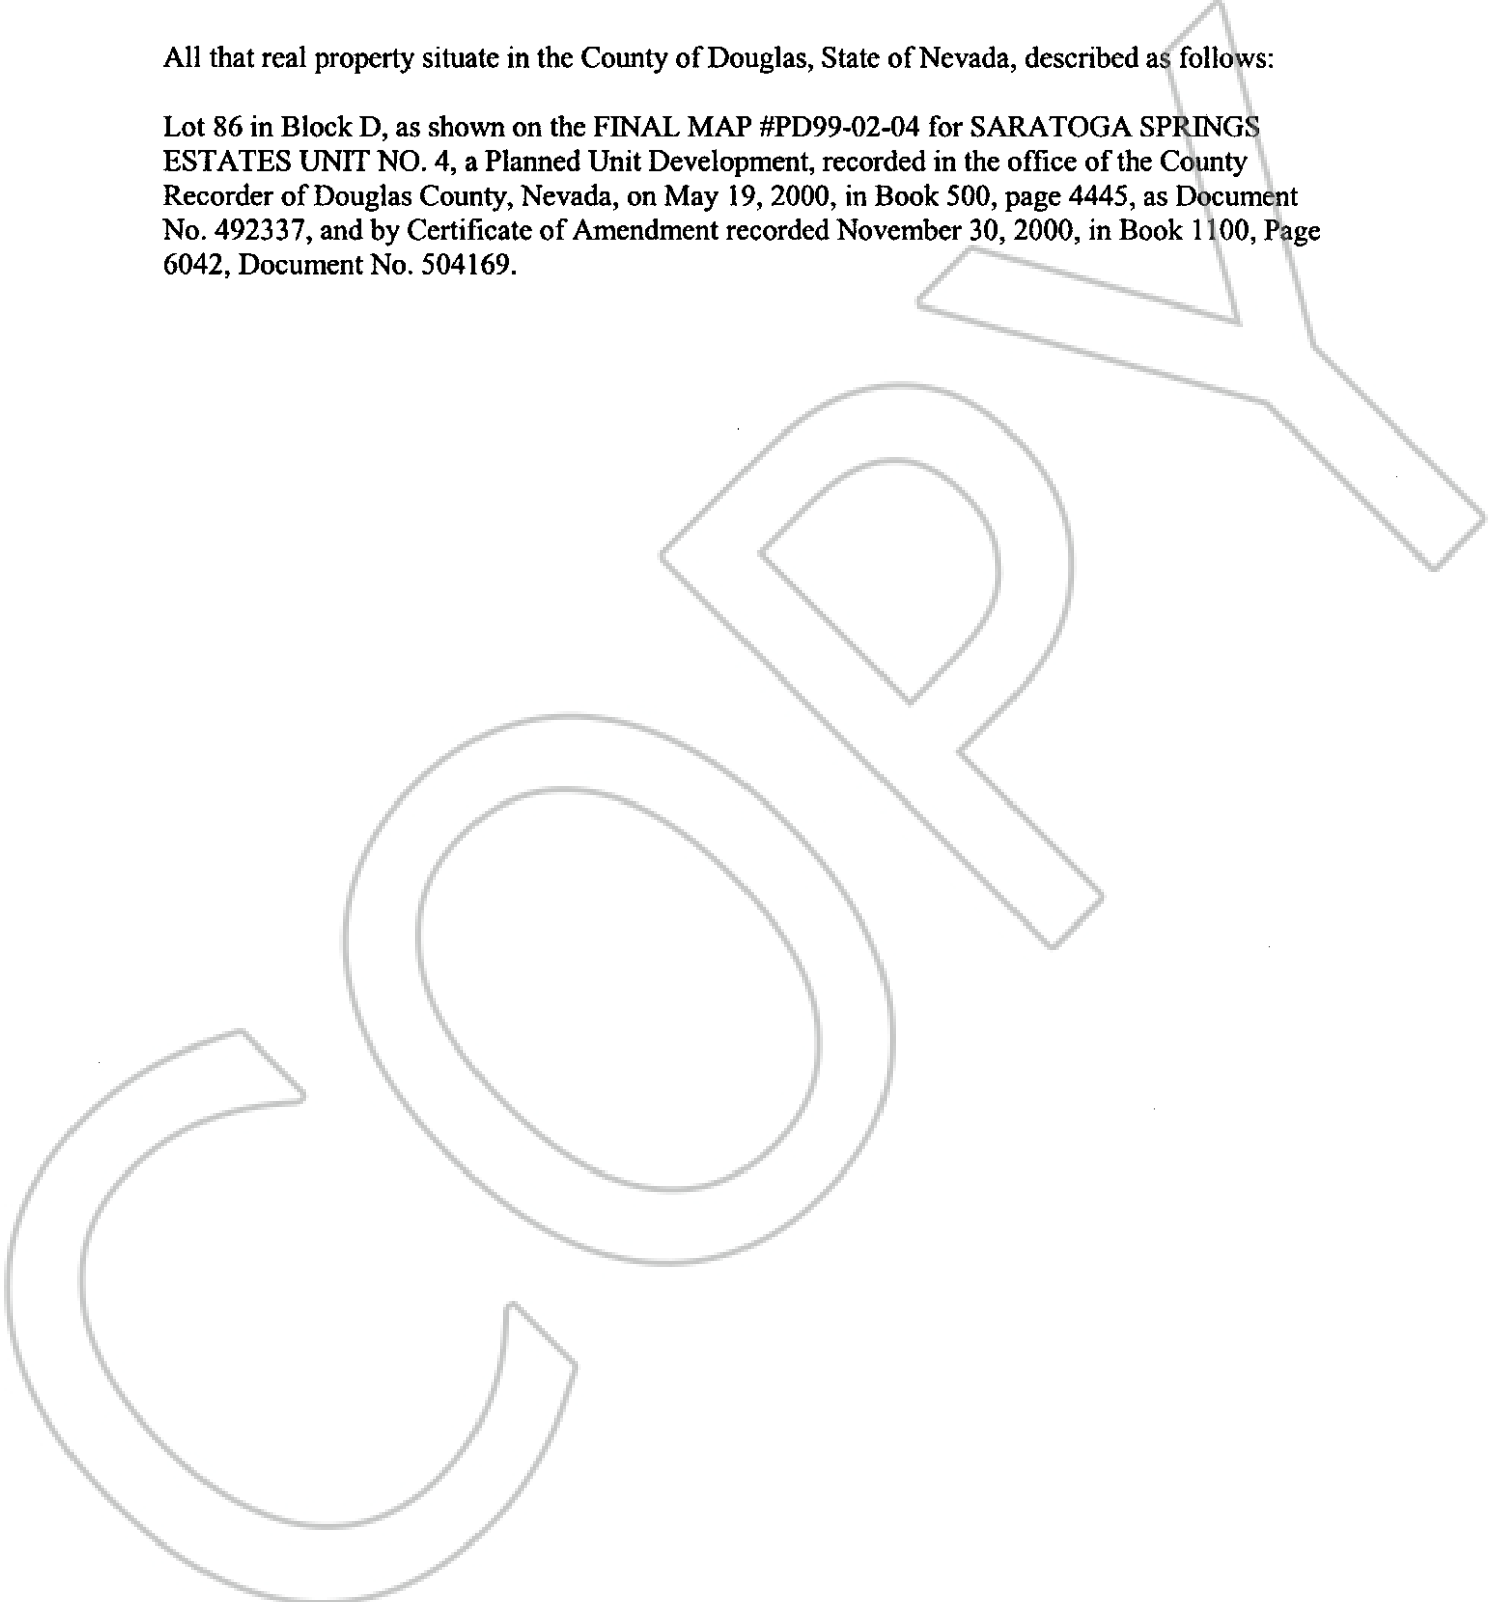 All that real property situate in the County of Douglas, State of Nevada, described as follows:
Lot 86 in Block D, as shown on the FINAL MAP #PD99-02-04 for SARATOGA SPRINGS
ESTATES UNIT NO. 4, a Planned Unit Development, recorded in the office of the County
Recorder of Douglas County, Nevada, on May 19, 2000, in Book 500, page 4445, as Document
No. 492337, and by Certificate of Amendment recorded November 30, 2000, in Book 1100, Page
6042, Document No. 504169.
COPY